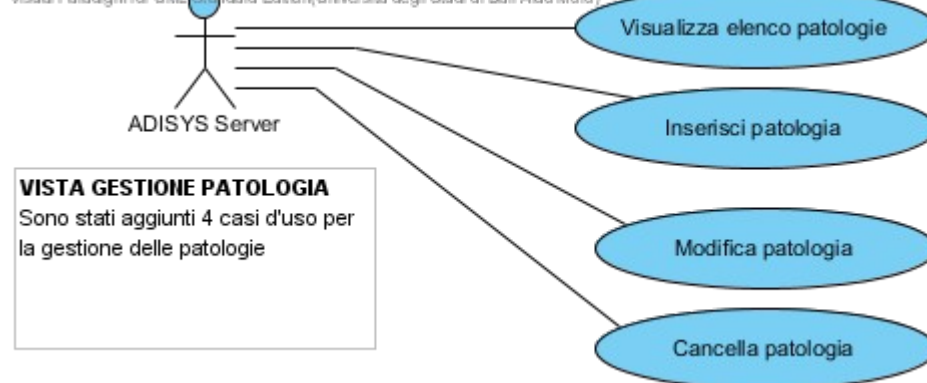 Visualizza elenco patologie
Inserisci patologia
ADISYS Server
VISTA GESTIONE PATOLOGIA
Sono stati aggiunti 4 casi d'uso per
la gestione delle patologie
Modifica patologia
Cancella patologia